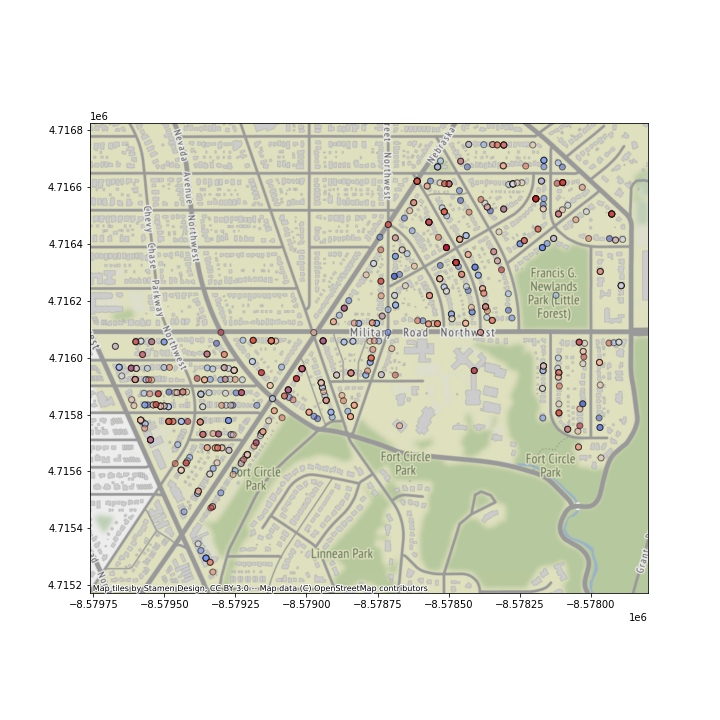 1e6
4.7168
4.7166
4.7164
4.7162
4.7160
4.7158
4.7156
4.7154
4.7152
Nevada Avenue Northwest
Chevy Chase Parkway Northwest
eet Northwest
Nebraska
Francis G.
Newlands
Park (Little
Forest)
Military Road Northwest
Fort Circle
Park
ort Circle
Park
Fort Circle
Park
Linnean Park
Grant
Map tiles by Stamen Design, CC BY 3.0 -- Map data (C) OpenStreetMap contributors
−8.57975
−8.57950
−8.57925
−8.57900
−8.57875
−8.57850
−8.57825
−8.57800
1e6